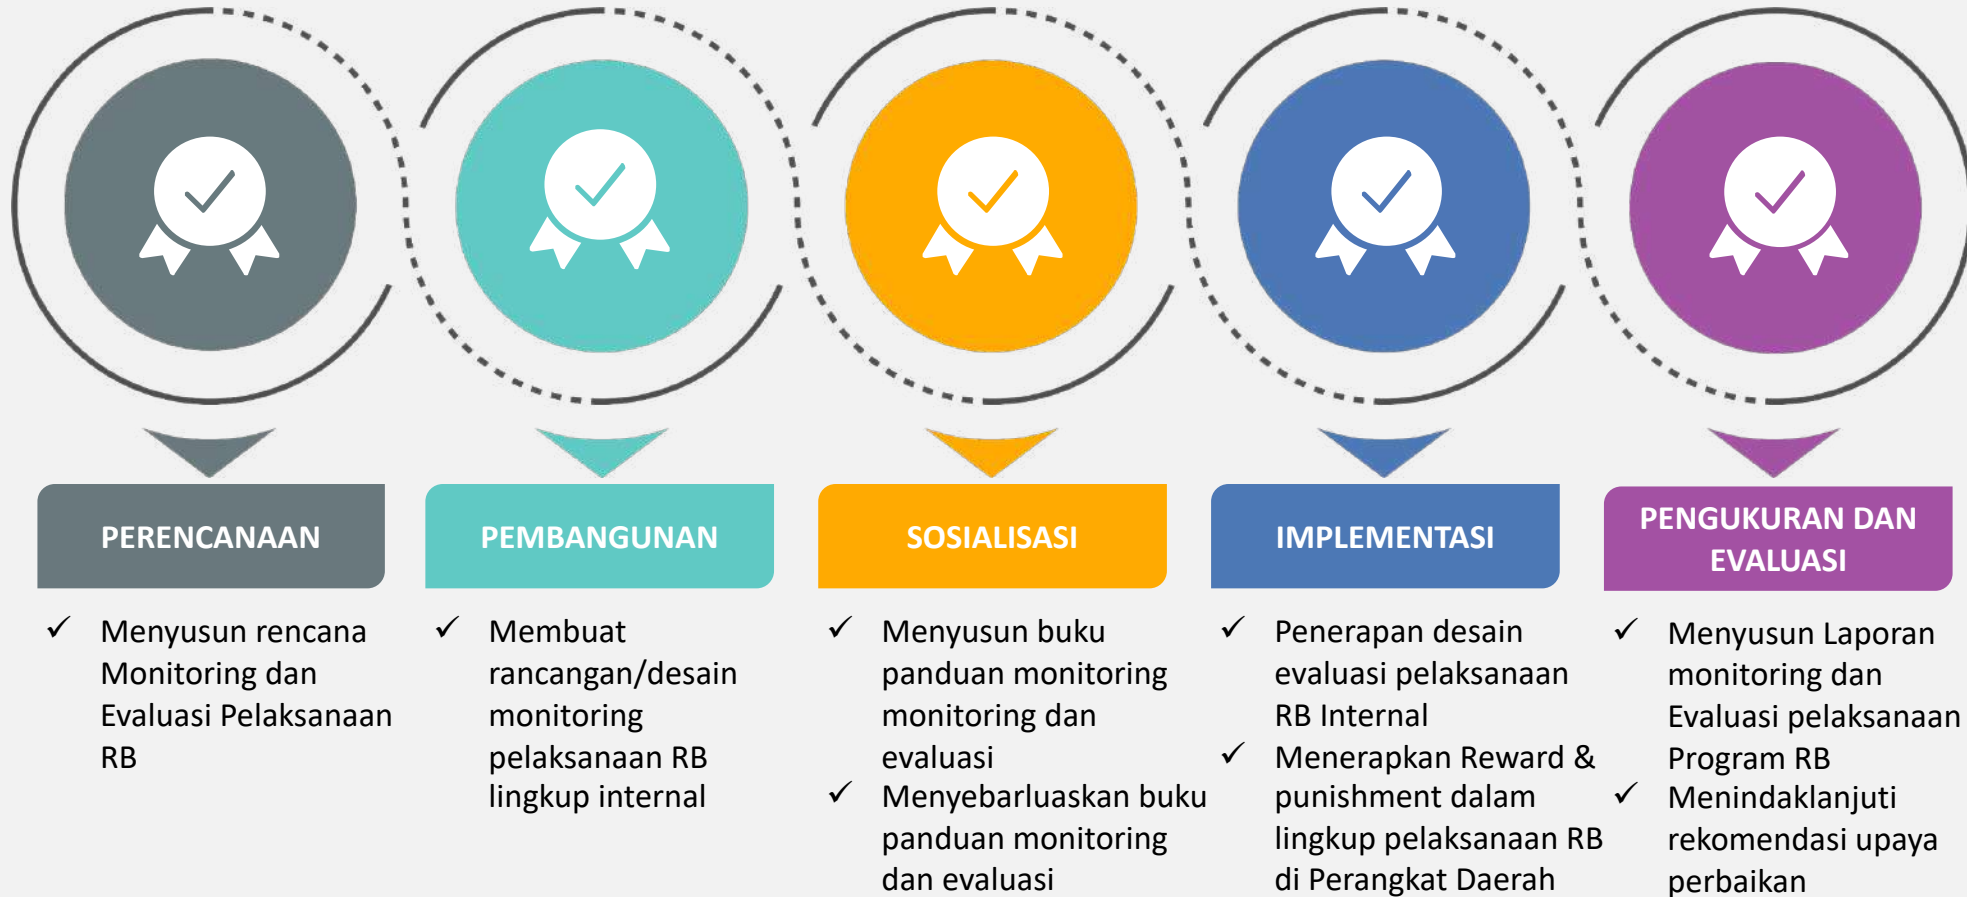 PERENCANAAN
✓ Menyusun rencana
Monitoring dan
Evaluasi Pelaksanaan
RB
PEMBANGUNAN
✓ Membuat
rancangan/desain
monitoring
pelaksanaan RB
lingkup internal
SOSIALISASI
✓ Menyusun buku
panduan monitoring
monitoring dan
evaluasi
✓ Menyebarluaskan buku
panduan monitoring
dan evaluasi
IMPLEMENTASI
✓ Penerapan desain
evaluasi pelaksanaan
RB Internal
✓ Menerapkan Reward &
punishment dalam
lingkup pelaksanaan RB
di Perangkat Daerah
PENGUKURAN DAN
EVALUASI
✓ Menyusun Laporan
monitoring dan
Evaluasi pelaksanaan
Program RB
✓ Menindaklanjuti
rekomendasi upaya
perbaikan